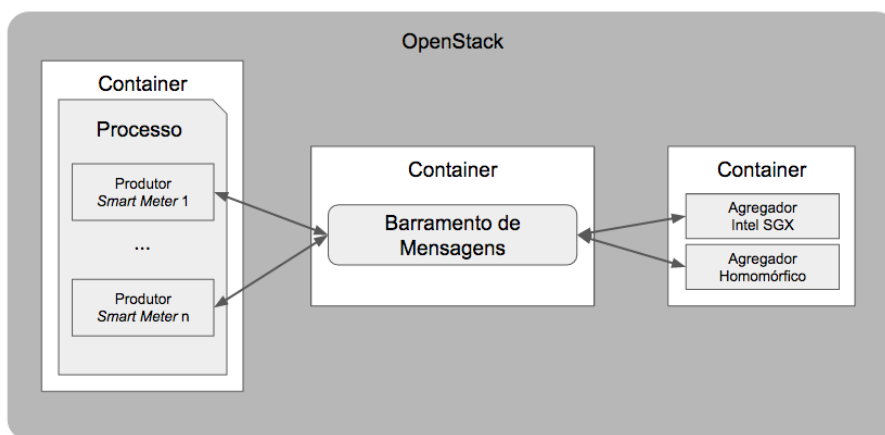 OpenStack
Container
Processo
Produtor
Smart Meter 1
...
Produtor
Smart Meter n
Container
Barramento de
Mensagens
Container
Agregador
Intel SGX
Agregador
Homomórfico